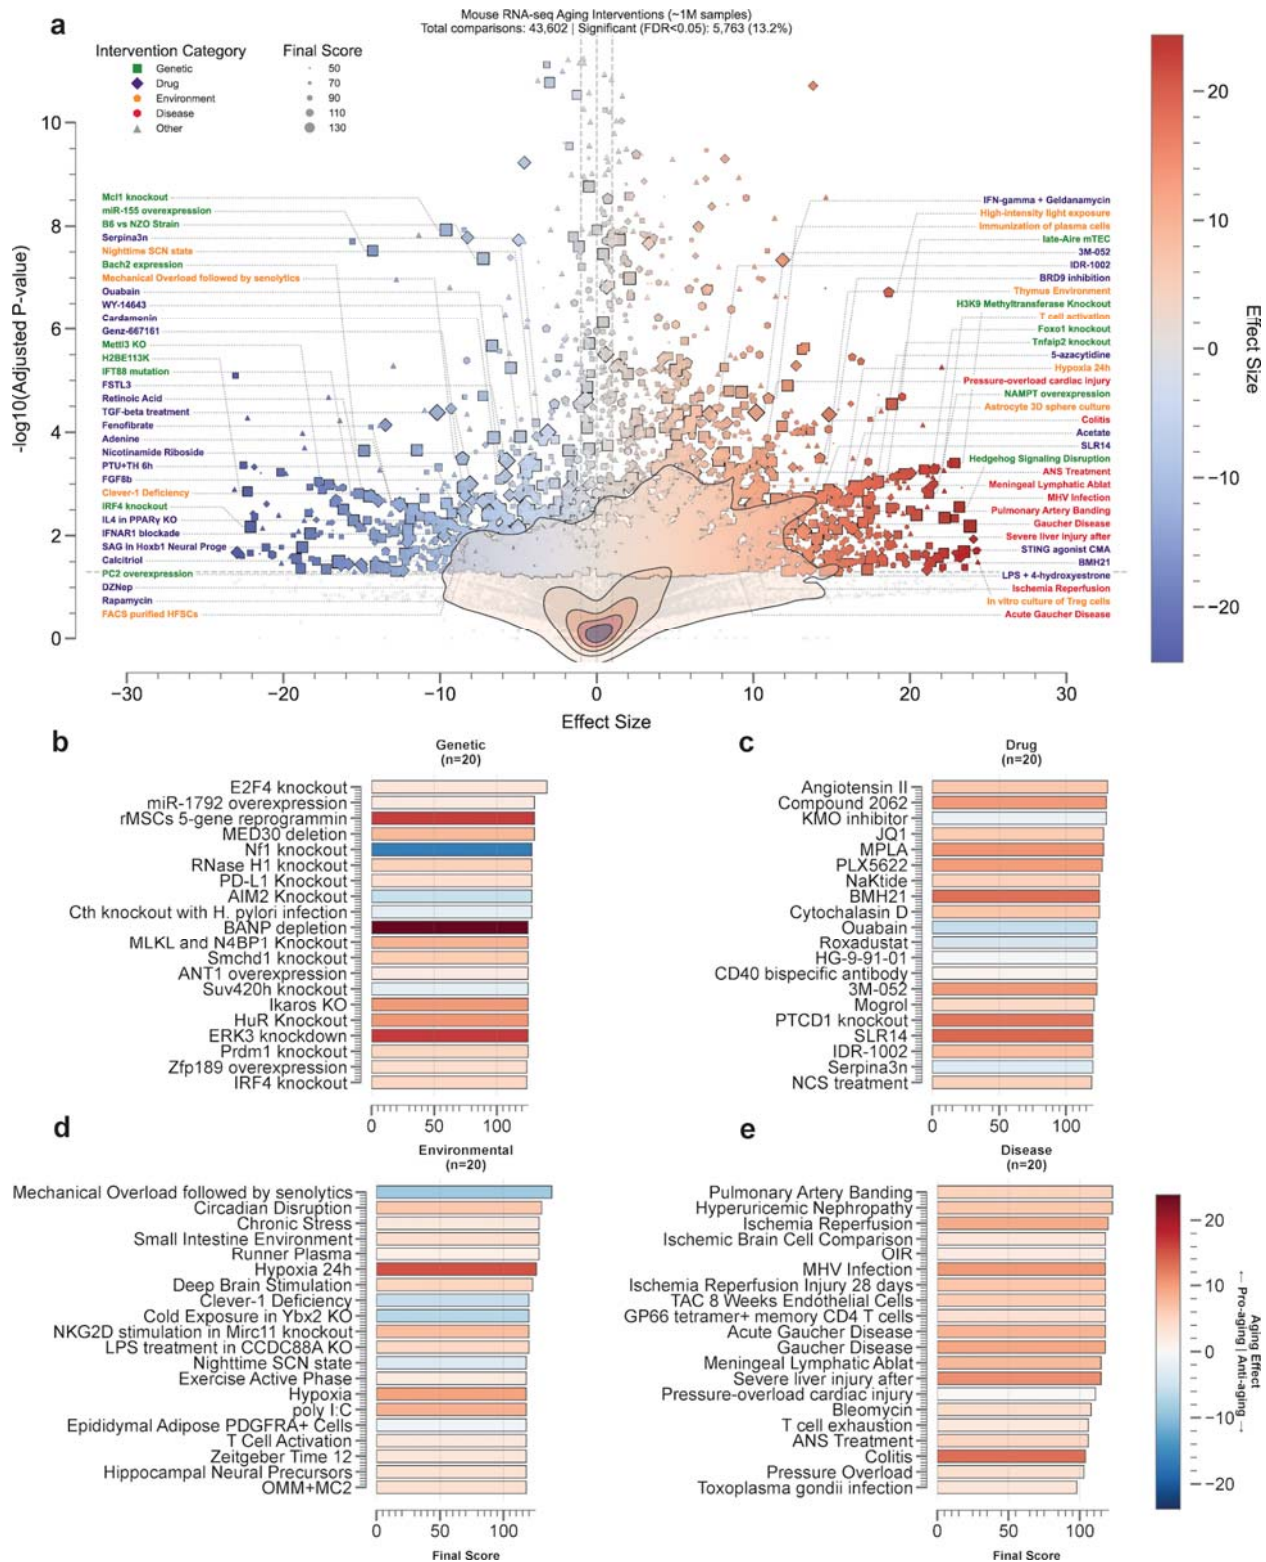 a
Mouse RNA-seq Aging Interventions (~1M samples)
Total comparisons: 43,602 | Significant (FDR<0.05): 5,763 (13.2%)
Intervention Category
Genetic
Drug
Environment
Disease
Other
Final Score
50
70
90
110
130
-log10(Adjusted P-value)
10
8
6
4
2
0
Mcl1 knockout
miR-155 overexpression
B6 vs NZO Strain
Serpina3n
Nighttime SCN state
Bach2 expression
Mechanical Overload followed by senolytics
Ouabain
WY-14643
Cardamonin
Genz-667161
Mettl3 KO
H2BE113K
IFT88 mutation
FSTL3
Retinoic Acid
TGF-beta treatment
Fenofibrate
Adenine
Nicotinamide Riboside
PTU+TH 6h
FGF8b
Clever-1 Deficiency
IRF4 knockout
IL4 in PPARγ KO
IFNAR1 blockade
SAG in Hoxb1 Neural Proge
Calcitriol
PC2 overexpression
DZNep
Rapamycin
FACS purified HFSCs
IFN-gamma + Geldanamycin
High-intensity light exposure
Immunization of plasma cells
late-Aire mTEC
3M-052
IDR-1002
BRD9 inhibition
Thymus Environment
H3K9 Methyltransferase Knockout
T cell activation
Foxo1 knockout
Tnfaip2 knockout
5-azacytidine
Hypoxia 24h
Pressure-overload cardiac injury
NAMPT overexpression
Astrocyte 3D sphere culture
Colitis
Acetate
SLR14
Hedgehog Signaling Disruption
ANS Treatment
Meningeal Lymphatic Ablat
MHV Infection
Pulmonary Artery Banding
Gaucher Disease
Severe liver injury after
STING agonist CMA
BMH21
LPS + 4-hydroxyestrone
Ischemia Reperfusion
In vitro culture of Treg cells
Acute Gaucher Disease
−30 −20 −10 0 10 20 30
Effect Size
20
10
0
−10
−20
Effect Size
b
Genetic
(n=20)
E2F4 knockout
miR-1792 overexpression
rMSCs 5-gene reprogrammin
MED30 deletion
Nf1 knockout
RNase H1 knockout
PD-L1 Knockout
AIM2 Knockout
Cth knockout with H. pylori infection
BANP depletion
MLKL and N4BP1 Knockout
Smchd1 knockout
ANT1 overexpression
Suv420h knockout
Ikaros KO
HuR Knockout
ERK3 knockdown
Prdm1 knockout
Zfp189 overexpression
IRF4 knockout
0 50 100
c
Drug
(n=20)
Angiotensin II
Compound 2062
KMO inhibitor
JQ1
MPLA
PLX5622
NaKtide
BMH21
Cytochalasin D
Ouabain
Roxadustat
HG-9-91-01
CD40 bispecific antibody
3M-052
Mogrol
PTCD1 knockout
SLR14
IDR-1002
Serpina3n
NCS treatment
0 50 100
d
Environmental
(n=20)
Mechanical Overload followed by senolytics
Circadian Disruption
Chronic Stress
Small Intestine Environment
Runner Plasma
Hypoxia 24h
Deep Brain Stimulation
Clever-1 Deficiency
Cold Exposure in Ybx2 KO
NKG2D stimulation in Mirc11 knockout
LPS treatment in CCDC88A KO
Nighttime SCN state
Exercise Active Phase
Hypoxia
poly I:C
Epididymal Adipose PDGFRA+ Cells
T Cell Activation
Zeitgeber Time 12
Hippocampal Neural Precursors
OMM+MC2
0 50 100
Final Score
e
Disease
(n=20)
Pulmonary Artery Banding
Hyperuricemic Nephropathy
Ischemia Reperfusion
Ischemic Brain Cell Comparison
OIR
MHV Infection
Ischemia Reperfusion Injury 28 days
TAC 8 Weeks Endothelial Cells
GP66 tetramer+ memory CD4 T cells
Acute Gaucher Disease
Gaucher Disease
Meningeal Lymphatic Ablat
Severe liver injury after
Pressure-overload cardiac injury
Bleomycin
T cell exhaustion
ANS Treatment
Colitis
Pressure Overload
Toxoplasma gondii infection
0 50 100
Final Score
20
10
0
−10
−20
Aging Effect
← Pro-aging | Anti-aging →